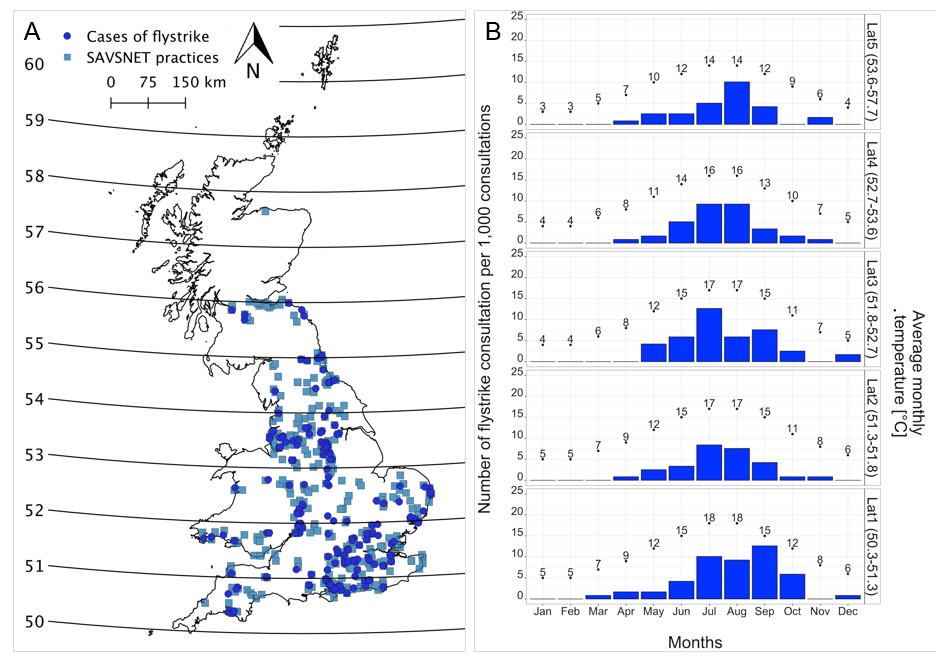 A
Cases of flystrike
SAVSNET practices
0 75 150 km
N
60
59
58
57
56
55
54
53
52
51
50
B
Number of flystrike consultation per 1,000 consultations
25
20
15
10
5
0
3 3 5 7 10 12 14 14 12 9 6 4
Lat5 (53.6-57.7)
25
20
15
10
5
0
4 4 6 8 11 14 16 16 13 10 7 5
Lat4 (52.7-53.6)
25
20
15
10
5
0
4 4 6 8 12 15 17 17 15 11 7 5
Lat3 (51.8-52.7)
25
20
15
10
5
0
5 5 7 9 12 15 17 17 15 11 8 6
Lat2 (51.3-51.8)
25
20
15
10
5
0
5 5 7 9 12 15 18 18 15 12 8 6
Lat1 (50.3-51.3)
Jan Feb Mar Apr May Jun Jul Aug Sep Oct Nov Dec
Months
Average monthly
.temperature [°C]